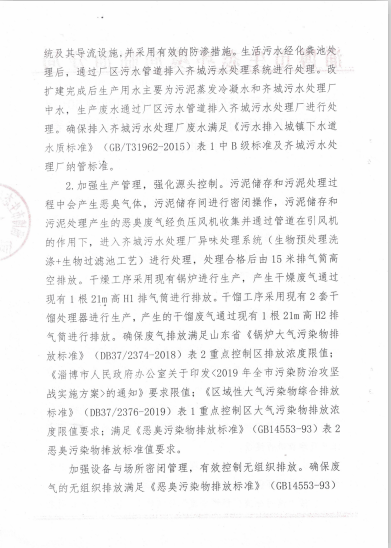 统及其导流设施,并采用有效的防渗措施。生活污水经化粪池处
理后,通过厂区污水管道排入齐城污水处理系统进行处理。改
扩建完成后生产用水主要为污泥蒸发冷凝水和齐城污水处理厂
中水,生产废水通过厂区污水管道排入齐城污水处理厂进行处
理。确保排入齐城污水处理厂废水满足《污水排入城镇下水道
水质标准》(GB/T31962-2015)表1中B级标准及齐城污水处
理厂纳管标准。
2.加强生产管理,强化源头控制。污泥储存和污泥处理过
程中会产生恶臭气体,污泥储存间进行密闭操作,污泥储存和
污泥处理产生的恶臭废气经负压风机收集并通过管道在引风机
的作用下,进入齐城污水处理厂异味处理系统(生物预处理洗
涤+生物过滤池工艺)进行处理,处理合格后由15米排气筒高
空排放。干燥工序采用现有锅炉进行生产,产生干燥废气通过
现有1根21m高H1排气筒进行排放。干馏工序采用现有2套干
馏处理器进行生产,产生的干馏废气通过现有1根21m高H2排
气筒进行排放。确保废气排放满足山东省《锅炉大气污染物排
放标准》(DB37/2374-2018)表2重点控制区排放浓度限值;
《淄博市人民政府办公室关于印发<2019年全市污染防治攻坚
战实施方案>的通知》要求限值;《区域性大气污染物综合排放
标准》(DB37/2376-2019)表1重点控制区大气污染物排放浓
度限值要求;满足《恶臭污染物排放标准》(GB14553-93)表2
恶臭污染物排放标准值要求。
加强设备与场所密闭管理,有效控制无组织排放。确保废
气的无组织排放满足《恶臭污染物排放标准》(GB14553-93)